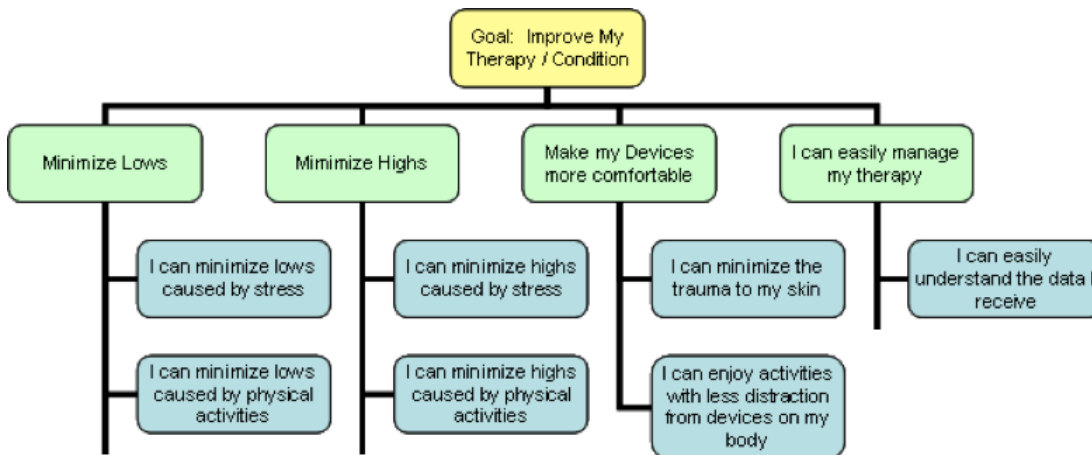 Goal: Improve My
Therapy / Condition
Minimize Lows
Mimimize Highs
Make my Devices
more comfortable
I can easily manage
my therapy
I can minimize lows
caused by stress
I can minimize highs
caused by stress
I can minimize the
trauma to my skin
I can easily
understand the data I
receive
I can minimize lows
caused by physical
activities
I can minimize highs
caused by physical
activities
I can enjoy activities
with less distraction
from devices on my
body